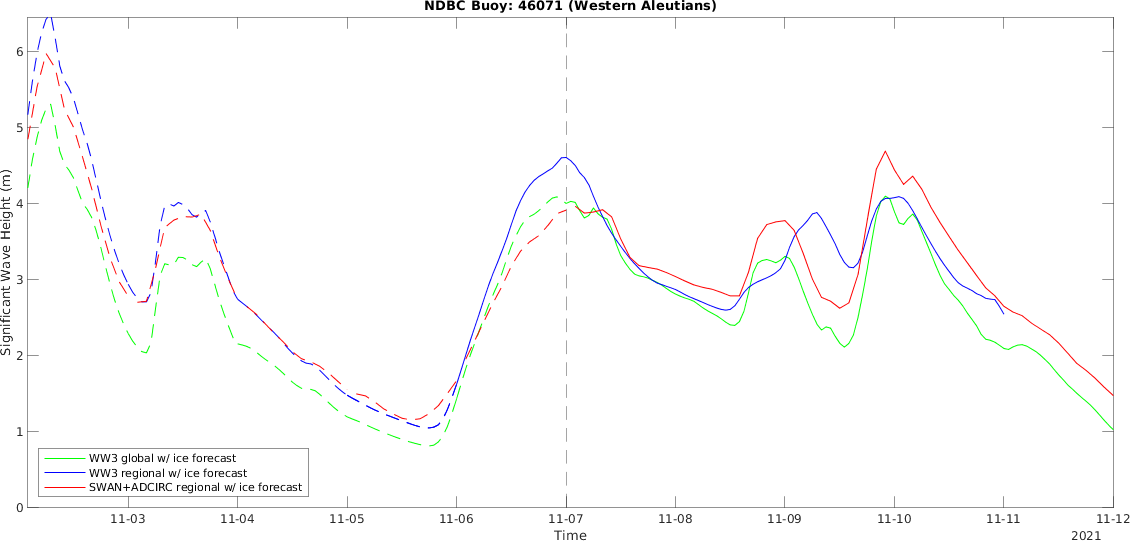 NDBC Buoy: 46071 (Western Aleutians)
Significant Wave Height (m)
6
5
4
3
2
1
0
WW3 global w/ ice forecast
WW3 regional w/ ice forecast
SWAN+ADCIRC regional w/ ice forecast
11-03 11-04 11-05 11-06 11-07 11-08 11-09 11-10 11-11 11-12
Time
2021